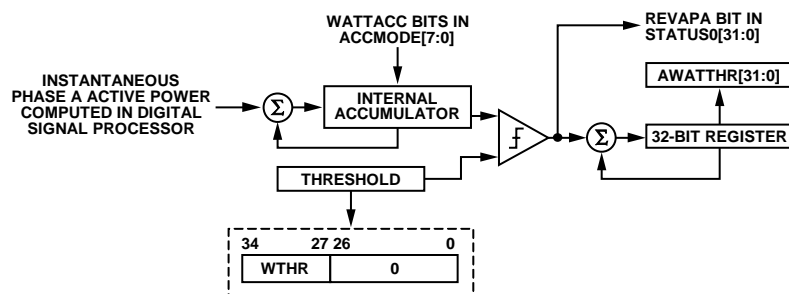 WATTACC BITS IN
ACCMODE[7:0]
REVAPA BIT IN
STATUS0[31:0]
INSTANTANEOUS
PHASE A ACTIVE POWER
COMPUTED IN DIGITAL
SIGNAL PROCESSOR
Σ
INTERNAL
ACCUMULATOR
AWATTHR[31:0]
Σ
32-BIT REGISTER
THRESHOLD
34 27 26 0
WTHR 0